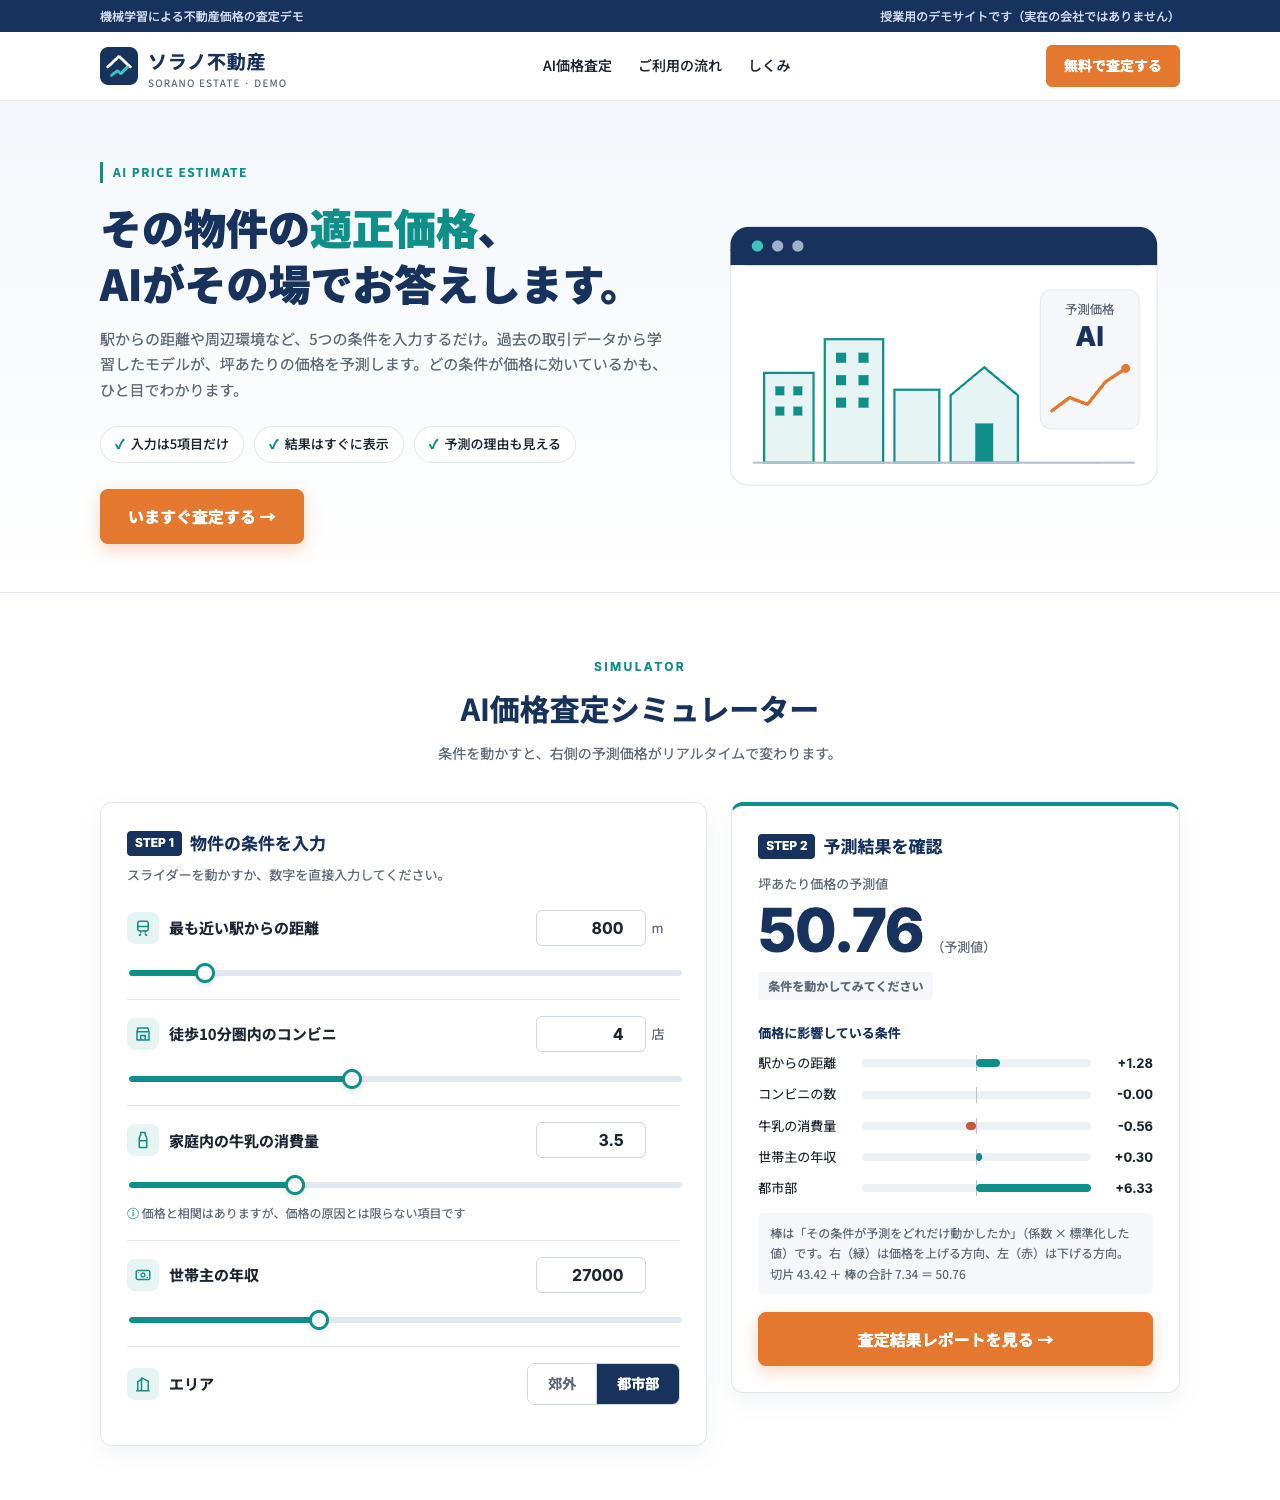 機械学習による不動産価格の査定デモ
授業用のデモサイトです（実在の会社ではありません）
ソラノ不動産
SORANO ESTATE · DEMO
AI価格査定
ご利用の流れ
しくみ
無料で査定する
AI PRICE ESTIMATE
その物件の適正価格、
AIがその場でお答えします。
駅からの距離や周辺環境など、5つの条件を入力するだけ。過去の取引データから学
習したモデルが、坪あたりの価格を予測します。どの条件が価格に効いているかも、
ひと目でわかります。
✓ 入力は5項目だけ
✓ 結果はすぐに表示
✓ 予測の理由も見える
いますぐ査定する →
予測価格
AI
SIMULATOR
AI価格査定シミュレーター
条件を動かすと、右側の予測価格がリアルタイムで変わります。
STEP 1 物件の条件を入力
スライダーを動かすか、数字を直接入力してください。
最も近い駅からの距離 800 m
徒歩10分圏内のコンビニ 4 店
家庭内の牛乳の消費量 3.5
ⓘ 価格と相関はありますが、価格の原因とは限らない項目です
世帯主の年収 27000
エリア 郊外 都市部
STEP 2 予測結果を確認
坪あたり価格の予測値
50.76 （予測値）
条件を動かしてみてください
価格に影響している条件
駅からの距離 +1.28
コンビニの数 -0.00
牛乳の消費量 -0.56
世帯主の年収 +0.30
都市部 +6.33
棒は「その条件が予測をどれだけ動かしたか」（係数 × 標準化した
値）です。右（緑）は価格を上げる方向、左（赤）は下げる方向。
切片 43.42 ＋ 棒の合計 7.34 ＝ 50.76
査定結果レポートを見る →